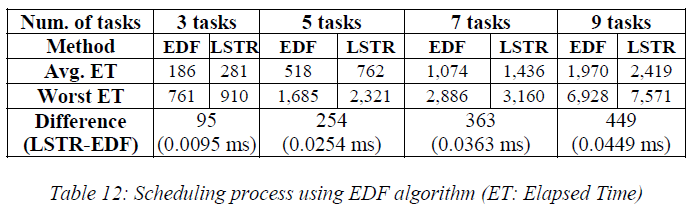 Num. of tasks 3 tasks 5 tasks 7 tasks 9 tasks
Method EDF LSTR EDF LSTR EDF LSTR EDF LSTR
Avg. ET 186 281 518 762 1,074 1,436 1,970 2,419
Worst ET 761 910 1,685 2,321 2,886 3,160 6,928 7,571
Difference 95 254 363 449
(LSTR-EDF) (0.0095 ms) (0.0254 ms) (0.0363 ms) (0.0449 ms)
Table 12: Scheduling process using EDF algorithm (ET: Elapsed Time)